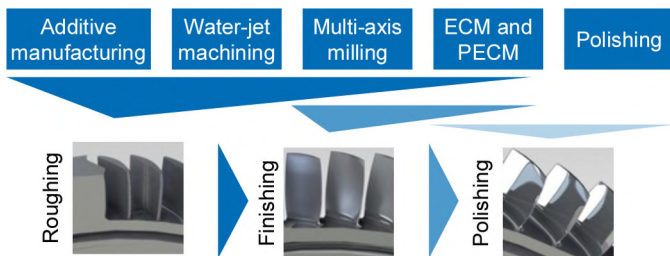 Additive
manufacturing
Water-jet
machining
Multi-axis
milling
ECM and
PECM
Polishing
Roughing
Finishing
Polishing